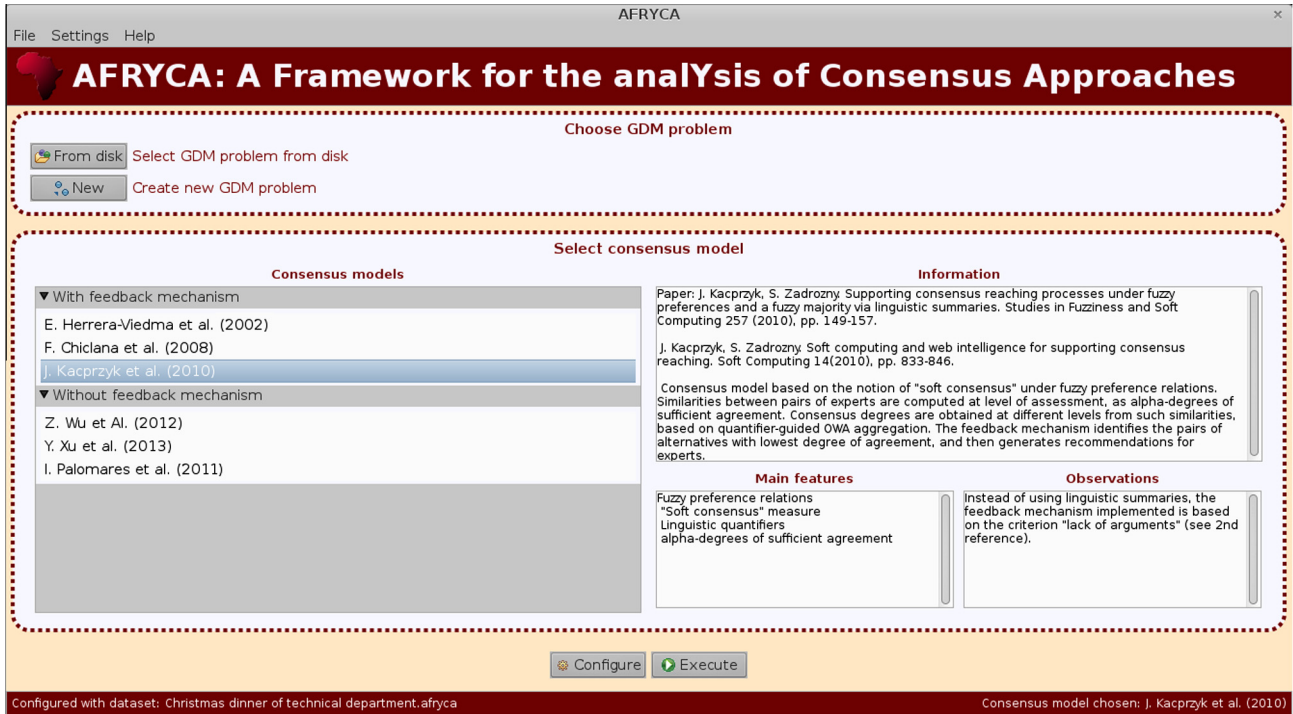 AFRYCA
File Settings Help
AFRYCA: A Framework for the analYsis of Consensus Approaches
Choose GDM problem
From disk Select GDM problem from disk
New Create new GDM problem
Select consensus model
Consensus models
With feedback mechanism
E. Herrera-Viedma et al. (2002)
F. Chiclana et al. (2008)
J. Kacprzyk et al. (2010)
Without feedback mechanism
Z. Wu et Al. (2012)
Y. Xu et al. (2013)
I. Palomares et al. (2011)
Information
Paper: J. Kacprzyk, S. Zadrozny. Supporting consensus reaching processes under fuzzy
preferences and a fuzzy majority via linguistic summaries. Studies in Fuzziness and Soft
Computing 257 (2010), pp. 149-157.
J. Kacprzyk, S. Zadrozny. Soft computing and web intelligence for supporting consensus
reaching. Soft Computing 14(2010), pp. 833-846.
Consensus model based on the notion of "soft consensus" under fuzzy preference relations.
Similarities between pairs of experts are computed at level of assessment, as alpha-degrees of
sufficient agreement. Consensus degrees are obtained at different levels from such similarities,
based on quantifier-guided OWA aggregation. The feedback mechanism identifies the pairs of
alternatives with lowest degree of agreement, and then generates recommendations for
experts.
Main features
Fuzzy preference relations
"Soft consensus" measure
Linguistic quantifiers
alpha-degrees of sufficient agreement
Observations
Instead of using linguistic summaries, the
feedback mechanism implemented is based
on the criterion "lack of arguments" (see 2nd
reference).
Configure Execute
Configured with dataset: Christmas dinner of technical department.afryca
Consensus model chosen: J. Kacprzyk et al. (2010)